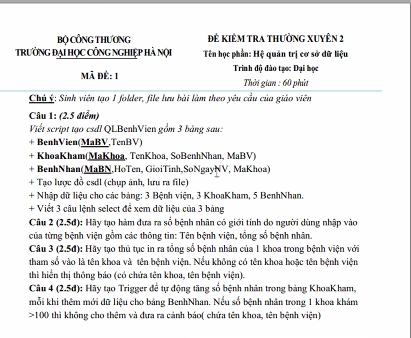 BỘ CÔNG THƯƠNG
TRƯỜNG ĐẠI HỌC CÔNG NGHIỆP HÀ NỘI
MÃ ĐỀ: 1
ĐỀ KIỂM TRA THƯỜNG XUYÊN 2
Tên học phần: Hệ quản trị cơ sở dữ liệu
Trình độ đào tạo: Đại học
Thời gian : 60 phút
Chú ý: Sinh viên tạo 1 folder, file lưu bài làm theo yêu cầu của giáo viên
Câu 1: (2.5 điểm)
Viết script tạo csdl QLBenhVien gồm 3 bảng sau:
+ BenhVien(MaBV,TenBV)
+ KhoaKham(MaKhoa, TenKhoa, SoBenhNhan, MaBV)
+ BenhNhan(MaBN,HoTen, GioiTinh,SoNgayNV, MaKhoa)
+ Tạo lược đồ csdl (chụp ảnh, lưu ra file)
+ Nhập dữ liệu cho các bảng: 3 Bệnh viện, 3 KhoaKham, 5 BenhNhan.
+ Viết 3 câu lệnh select để xem dữ liệu của 3 bảng
Câu 2 (2.5đ): Hãy tạo hàm đưa ra số bệnh nhân có giới tính do người dùng nhập vào
của từng bệnh viện gồm các thông tin: Tên bệnh viện, tổng số bệnh nhân.
Câu 3 (2.5đ): Hãy tạo thủ tục in ra tổng số bệnh nhân của 1 khoa trong bệnh viện với
tham số vào là tên khoa và tên bệnh viện. Nếu không có tên khoa hoặc tên bệnh viện
thì hiển thị thông báo (có chứa tên khoa, tên bệnh viện).
Câu 4 (2.5đ): Hãy tạo Trigger để tự động tăng số bệnh nhân trong bảng KhoaKham,
mỗi khi thêm mới dữ liệu cho bảng BenhNhan. Nếu số bệnh nhân trong 1 khoa khám
>100 thì không cho thêm và đưa ra cảnh báo( chứa tên khoa, tên bệnh viện)